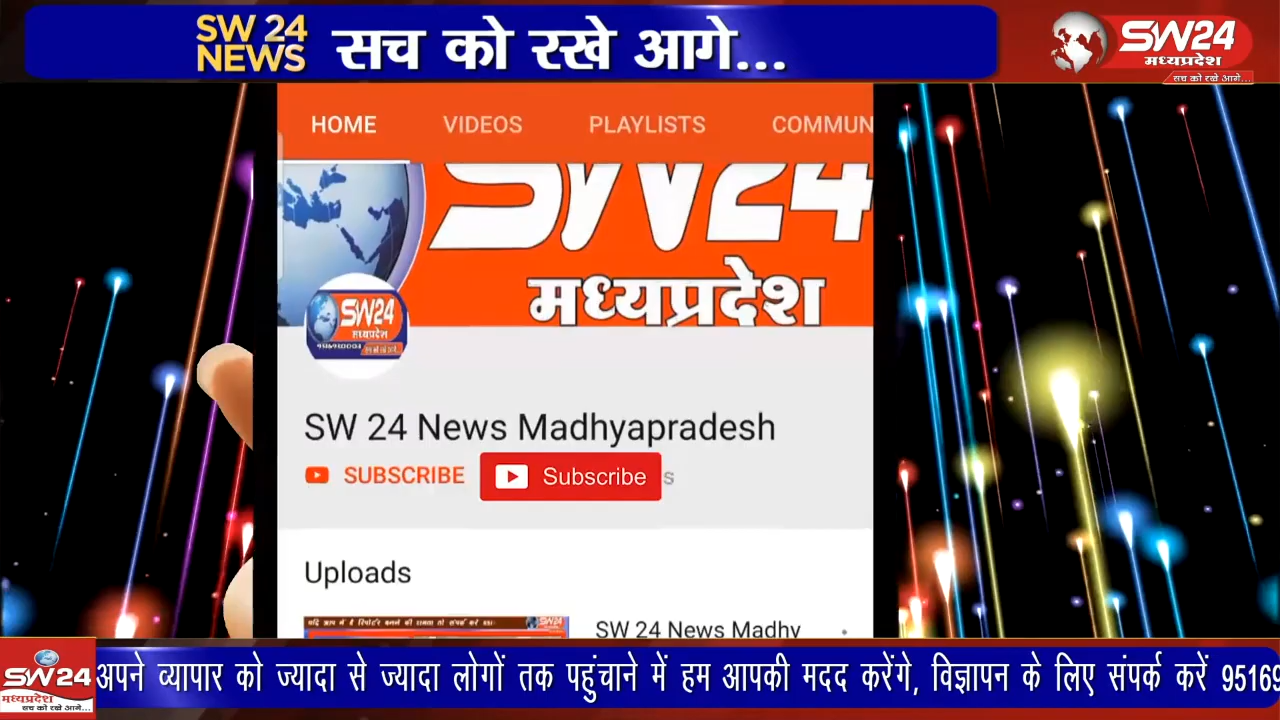 SW 24
NEWS
सच को रखे आगे...
SW24
मध्यप्रदेश
सच को रखे आगे...
HOME VIDEOS PLAYLISTS COMMUN
SW24
मध्यप्रदेश
SW24
मध्यप्रदेश
SW 24 News Madhyapradesh
SUBSCRIBE Subscribe s
Uploads
SW24
SW 24 News Madhy
SW24
मध्यप्रदेश
सच को रखे आगे...
अपने व्यापार को ज्यादा से ज्यादा लोगों तक पहुंचाने में हम आपकी मदद करेंगे, विज्ञापन के लिए संपर्क करें 95169